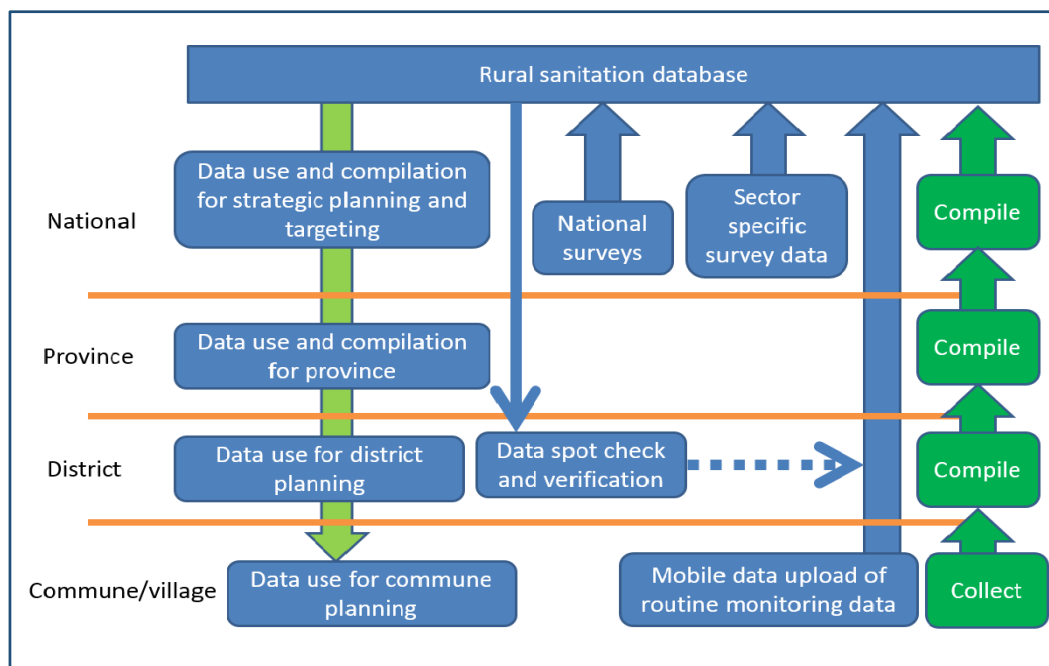 Rural sanitation database
National
Data use and compilation
for strategic planning and
targeting
National
surveys
Sector
specific
survey data
Compile
Province
Data use and compilation
for province
Compile
District
Data use for district
planning
Data spot check
and verification
Compile
Commune/village
Data use for commune
planning
Mobile data upload of
routine monitoring data
Collect